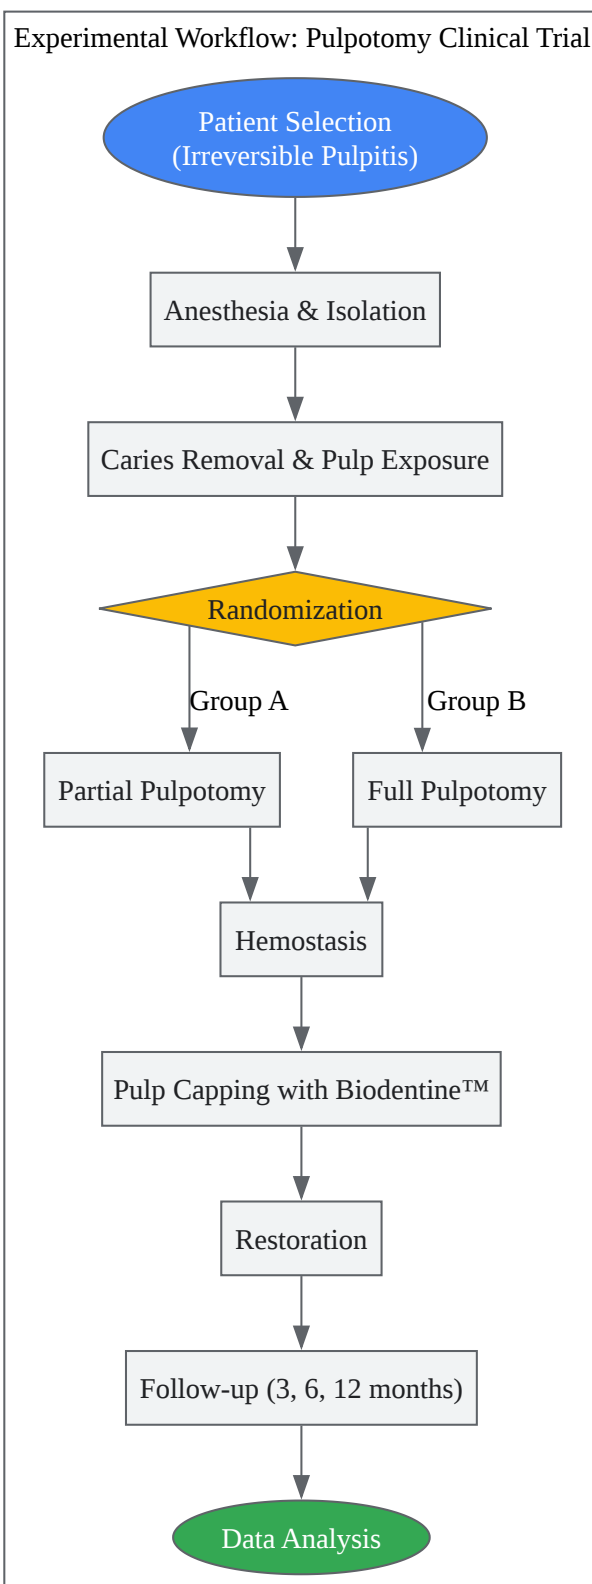 Experimental Workflow: Pulpotomy Clinical Trial
Patient Selection
(Irreversible Pulpitis)
Anesthesia & Isolation
Caries Removal & Pulp Exposure
Randomization
Group A
Group B
Partial Pulpotomy
Full Pulpotomy
Hemostasis
Pulp Capping with Biodentine™
Restoration
Follow-up (3, 6, 12 months)
Data Analysis